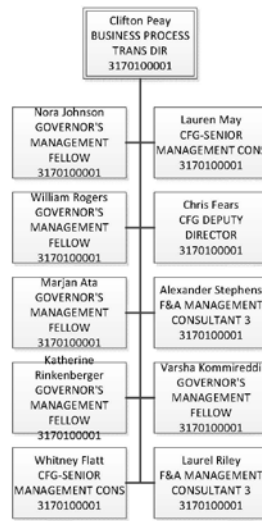 Clifton Peay
BUSINESS PROCESS
TRANS DIR
3170100001
Nora Johnson
GOVERNOR'S
MANAGEMENT
FELLOW
3170100001
Lauren May
CFG-SENIOR
MANAGEMENT CONS
3170100001
William Rogers
GOVERNOR'S
MANAGEMENT
FELLOW
3170100001
Chris Fears
CFG DEPUTY
DIRECTOR
3170100001
Marjan Ata
GOVERNOR'S
MANAGEMENT
FELLOW
3170100001
Alexander Stephens
F&A MANAGEMENT
CONSULTANT 3
3170100001
Katherine
Rinkenberger
GOVERNOR'S
MANAGEMENT
FELLOW
3170100001
Varsha Kommireddi
GOVERNOR'S
MANAGEMENT
FELLOW
3170100001
Whitney Flatt
CFG-SENIOR
MANAGEMENT CONS
3170100001
Laurel Riley
F&A MANAGEMENT
CONSULTANT 3
3170100001